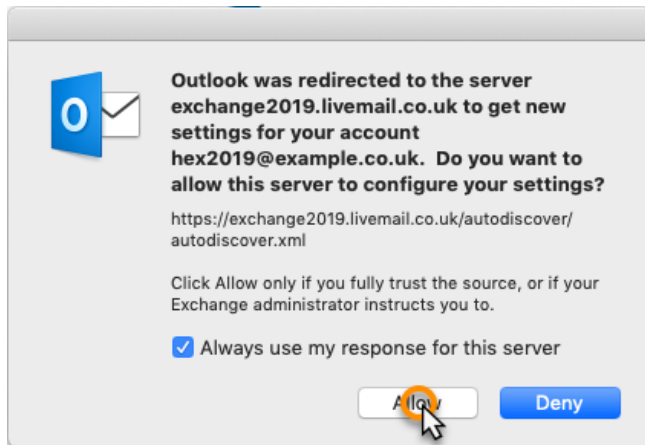 Outlook was redirected to the server
exchange2019.livemail.co.uk to get new
settings for your account
hex2019@example.co.uk.  Do you want to
allow this server to configure your settings?
https://exchange2019.livemail.co.uk/autodiscover/
autodiscover.xml
Click Allow only if you fully trust the source, or if your
Exchange administrator instructs you to.
Always use my response for this server
Allow Deny